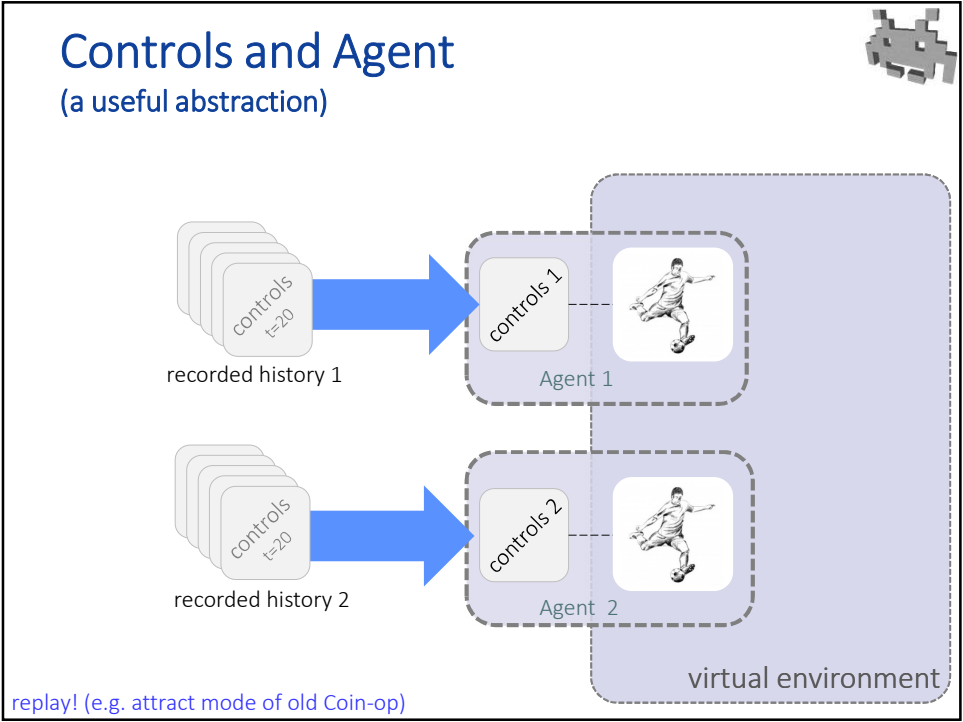 Controls and Agent
(a useful abstraction)
controls
t=20
recorded history 1
controls 1
Agent 1
controls
t=20
recorded history 2
controls 2
Agent  2
virtual environment
replay! (e.g. attract mode of old Coin-op)